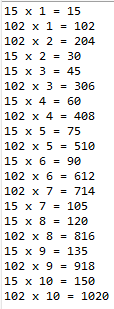 15 x 1 = 15
102 x 1 = 102
102 x 2 = 204
15 x 2 = 30
15 x 3 = 45
102 x 3 = 306
15 x 4 = 60
102 x 4 = 408
15 x 5 = 75
102 x 5 = 510
15 x 6 = 90
102 x 6 = 612
102 x 7 = 714
15 x 7 = 105
15 x 8 = 120
102 x 8 = 816
15 x 9 = 135
102 x 9 = 918
15 x 10 = 150
102 x 10 = 1020